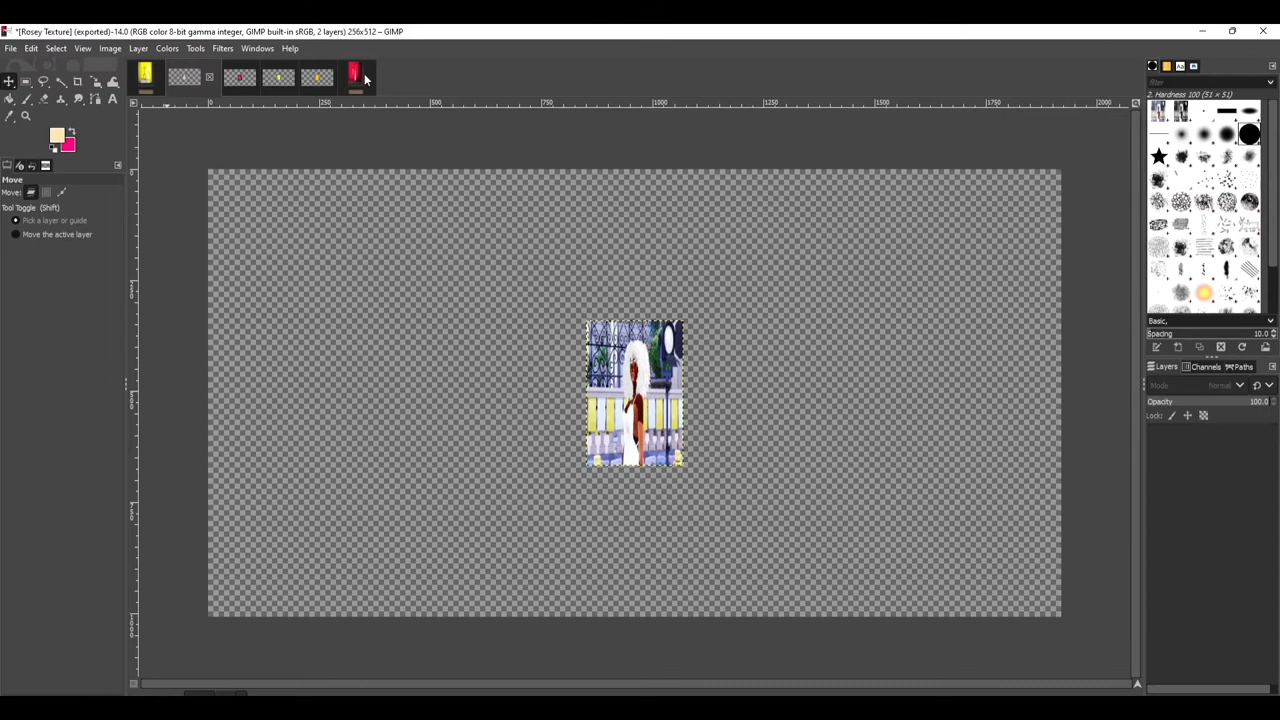 *[Rosey Texture] (exported)-14.0 (RGB color 8-bit gamma integer, GIMP built-in sRGB, 2 layers) 256x512 – GIMP
File Edit Select View Image Layer Colors Tools Filters Windows Help
filter
2. Hardness 100 (51 × 51)
0 250 500 750 1000 1250 1500 1750 2000
Move
Move:
Tool Toggle (Shift)
Pick a layer or guide
Move the active layer
Basic,
Spacing 10.0
Layers Channels Paths
Mode Normal
Opacity 100.0
Lock: